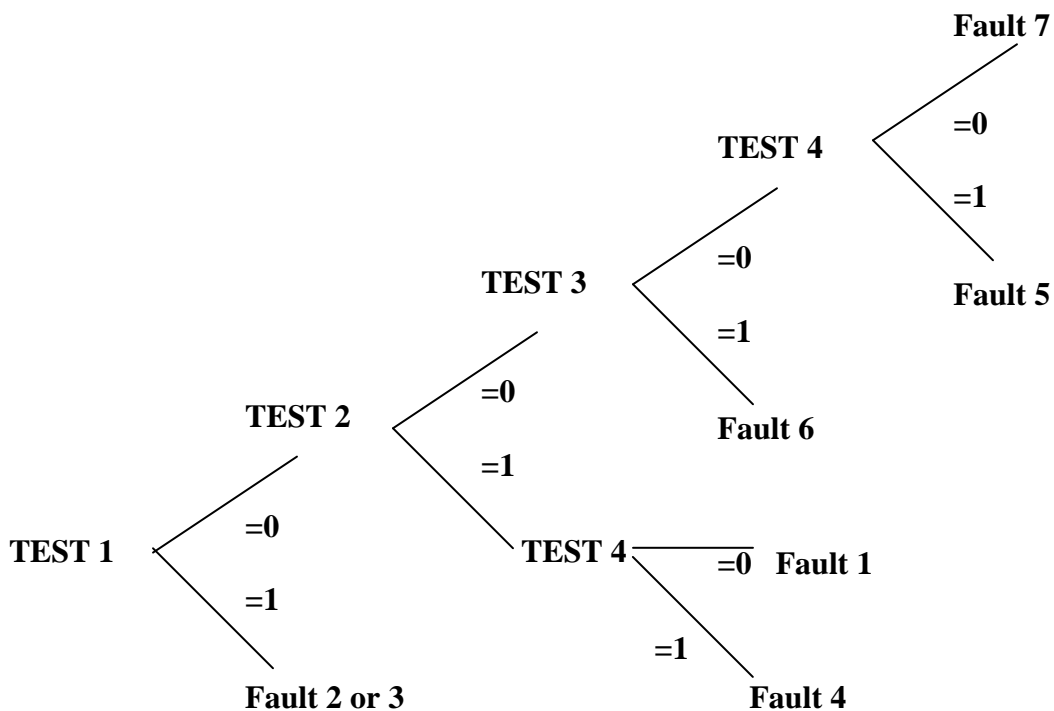 Fault 7
=0
TEST 4
=1
=0
TEST 3
Fault 5
=1
=0
TEST 2
Fault 6
=1
=0
TEST 1
TEST 4
=0 Fault 1
=1
=1
Fault 2 or 3
Fault 4